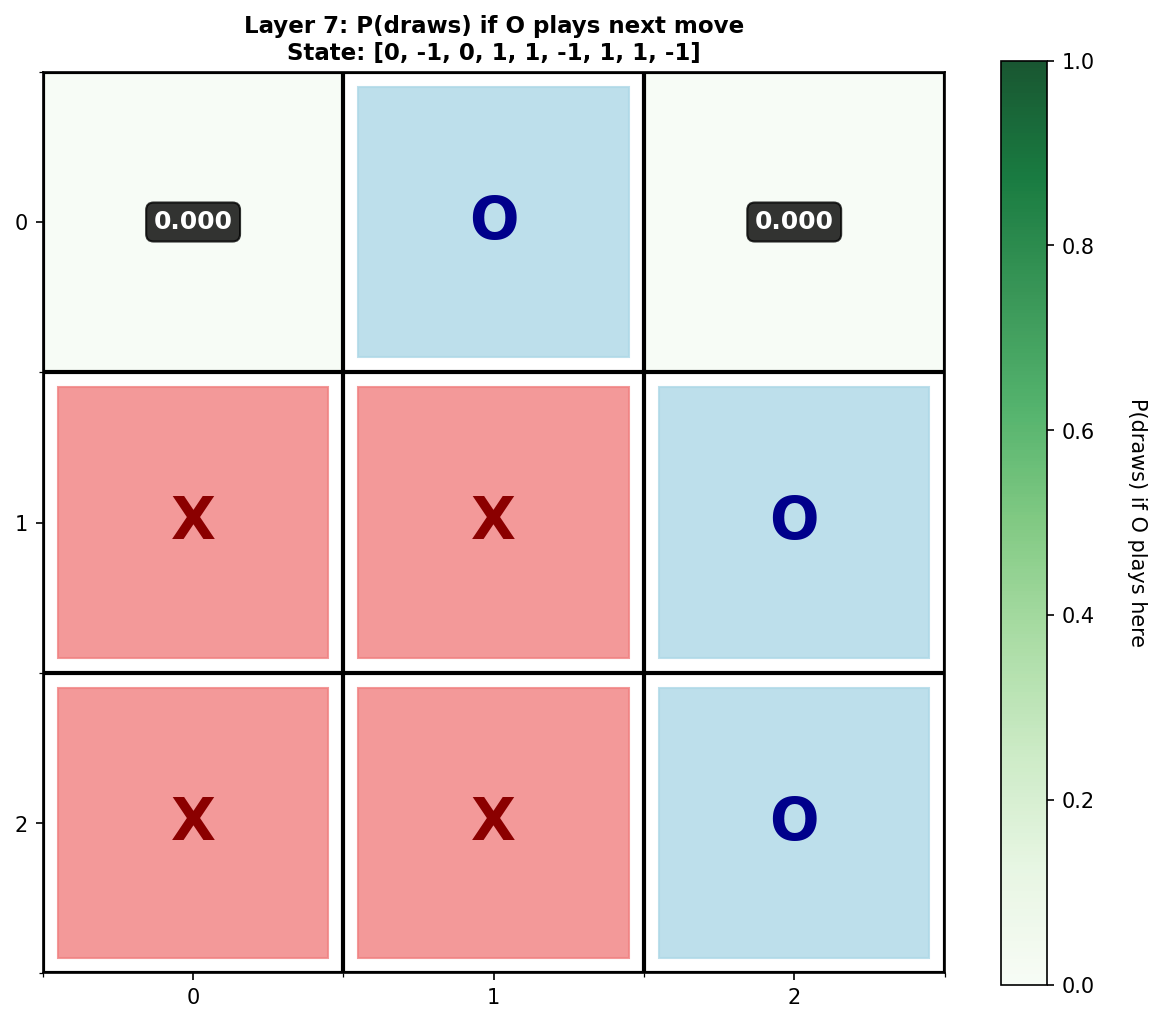 Layer 7: P(draws) if O plays next move
State: [0, -1, 0, 1, 1, -1, 1, 1, -1]
0.000 O 0.000
X X O
X X O
0
1
2
0 1 2
1.0
0.8
0.6
0.4
0.2
0.0
P(draws) if O plays here